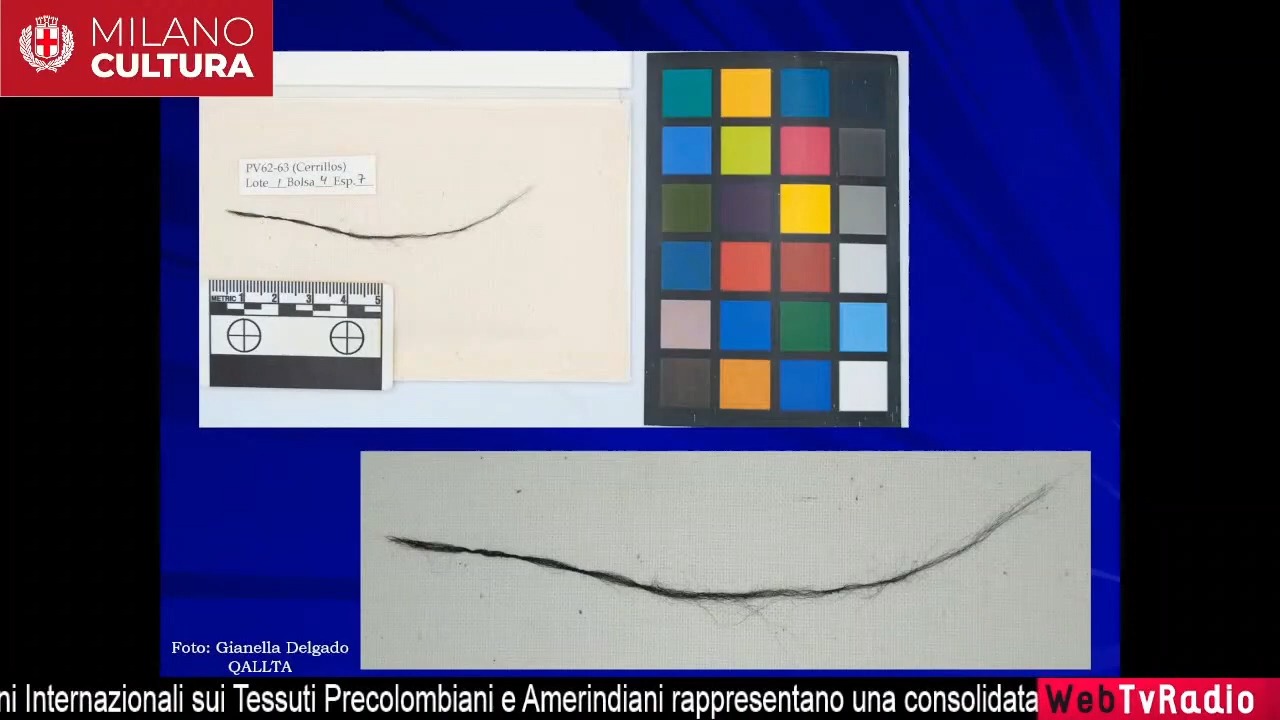 MILANO
CULTURA
PV62-63 (Cerrillos)
Lote 1 Bolsa 4 Esp. 7
METRIC 1 2 3 4 5
Foto: Gianella Delgado
QALLTA
ni Internazionali sui Tessuti Precolombiani e Amerindiani rappresentano una consolidata
WebTvRadio